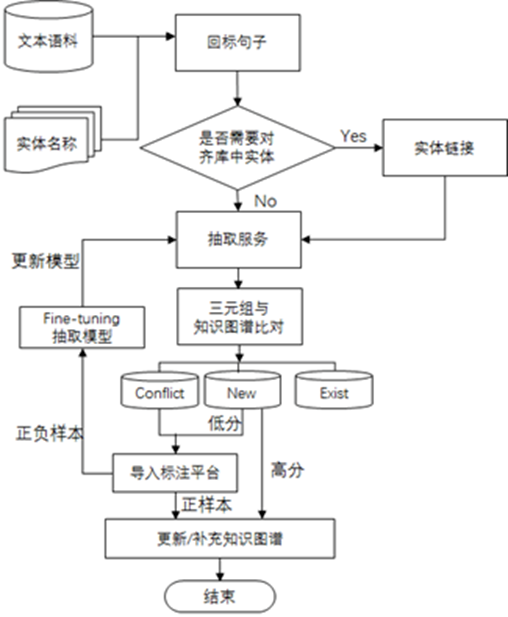 文本语料
回标句子
实体名称
是否需要对
齐库中实体
Yes
实体链接
No
抽取服务
更新模型
三元组与
知识图谱比对
Fine-tuning
抽取模型
Conflict
New
Exist
低分
正负样本
导入标注平台
高分
正样本
更新/补充知识图谱
结束